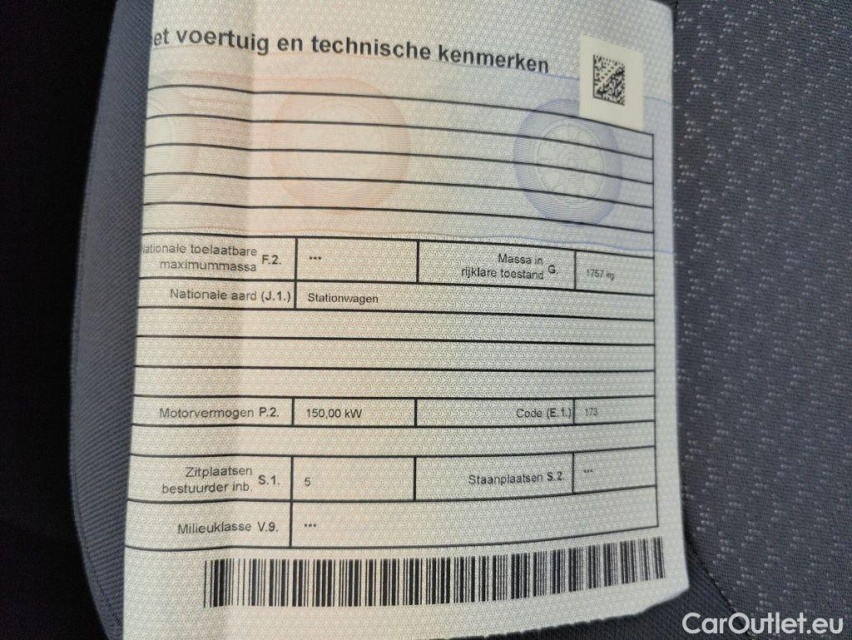 et voertuig en technische kenmerken
ationale toelaatbare maximummassa F.2. *** Massa in rijklare toestand G. 1757 kg
Nationale aard (J.1.) Stationwagen
Motorvermogen P.2. 150,00 kW Code (E.1.) 173
Zitplaatsen bestuurder inb. S.1. 5 Staanplaatsen S.2. ***
Milieuklasse V.9. ***
CarOutlet.eu